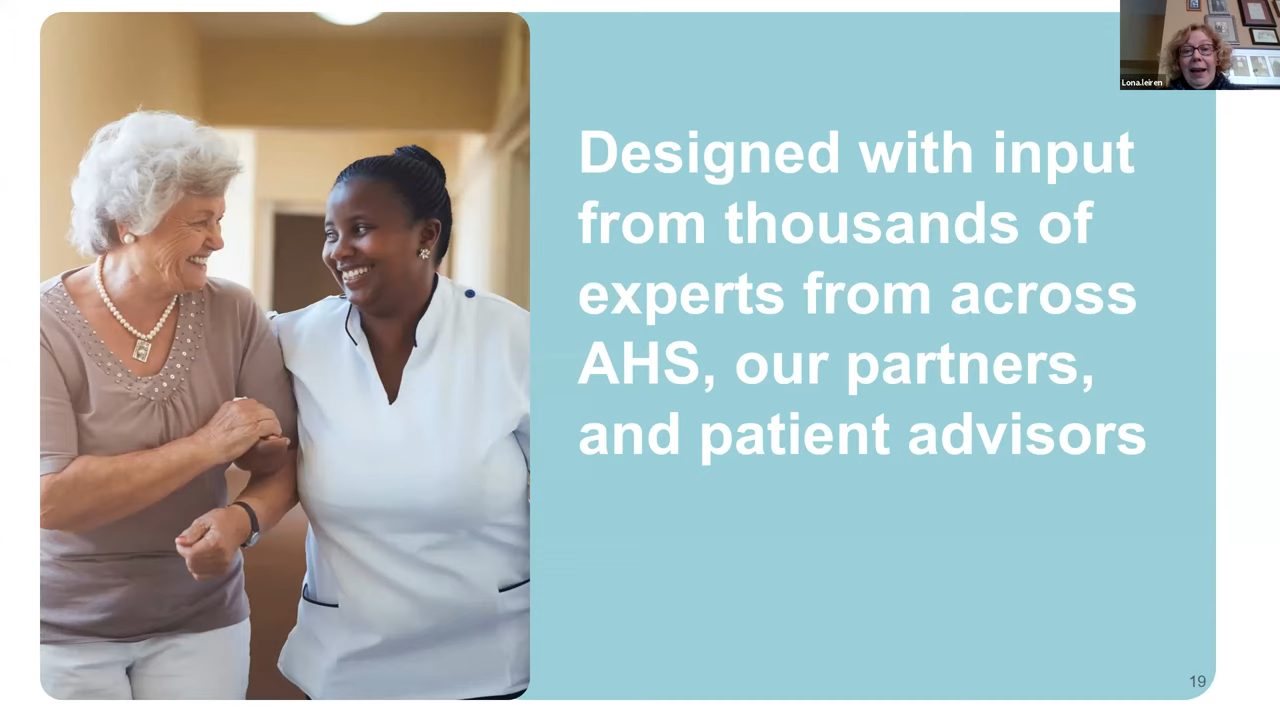 Lona.leiren
Designed with input
from thousands of
experts from across
AHS, our partners,
and patient advisors
19